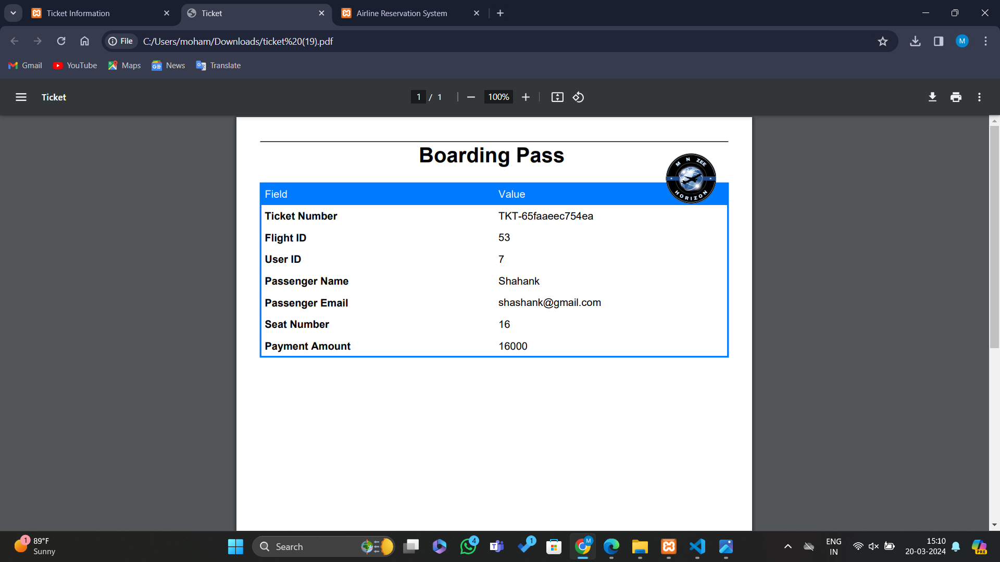 Ticket Information
Ticket
Airline Reservation System
File C:/Users/moham/Downloads/ticket%20(19).pdf
M
Gmail YouTube Maps News Translate
Ticket 1 / 1 100%
Boarding Pass
M N ZEE
HORIZON
Field Value
Ticket Number TKT-65faaeec754ea
Flight ID 53
User ID 7
Passenger Name Shahank
Passenger Email shashank@gmail.com
Seat Number 16
Payment Amount 16000
1 89°F
Sunny
Search
4
1
M
ENG
IN
15:10
20-03-2024
PRE